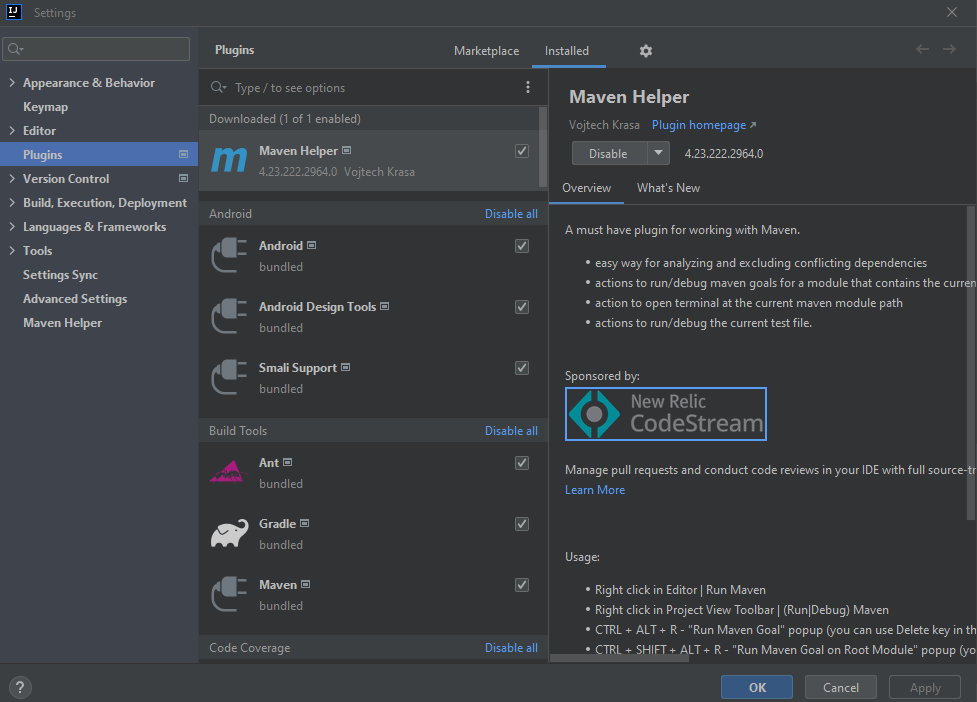 IJ
Settings
Appearance & Behavior
Keymap
Editor
Plugins
Version Control
Build, Execution, Deployment
Languages & Frameworks
Tools
Settings Sync
Advanced Settings
Maven Helper
Plugins
Marketplace
Installed
Type / to see options
Downloaded (1 of 1 enabled)
m
Maven Helper
4.23.222.2964.0 Vojtech Krasa
Android Disable all
Android
bundled
Android Design Tools
bundled
Smali Support
bundled
Build Tools Disable all
Ant
bundled
Gradle
bundled
Maven
bundled
Code Coverage Disable all
Maven Helper
Vojtech Krasa Plugin homepage ↗
Disable 4.23.222.2964.0
Overview What's New
A must have plugin for working with Maven.
• easy way for analyzing and excluding conflicting dependencies
• actions to run/debug maven goals for a module that contains the curren
• action to open terminal at the current maven module path
• actions to run/debug the current test file.
Sponsored by:
New Relic
CodeStream
Manage pull requests and conduct code reviews in your IDE with full source-tr
Learn More
Usage:
• Right click in Editor | Run Maven
• Right click in Project View Toolbar | (Run|Debug) Maven
• CTRL + ALT + R - "Run Maven Goal" popup (you can use Delete key in th
• CTRL + SHIFT + ALT + R - "Run Maven Goal on Root Module" popup (yo
?
OK Cancel Apply